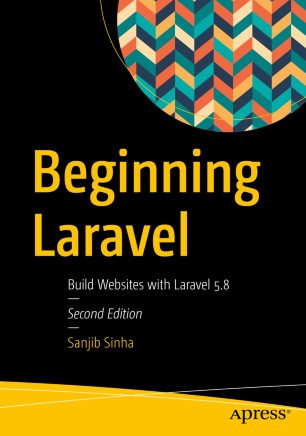 Beginning
Laravel
Build Websites with Laravel 5.8
—
Second Edition
—
Sanjib Sinha
Apress®